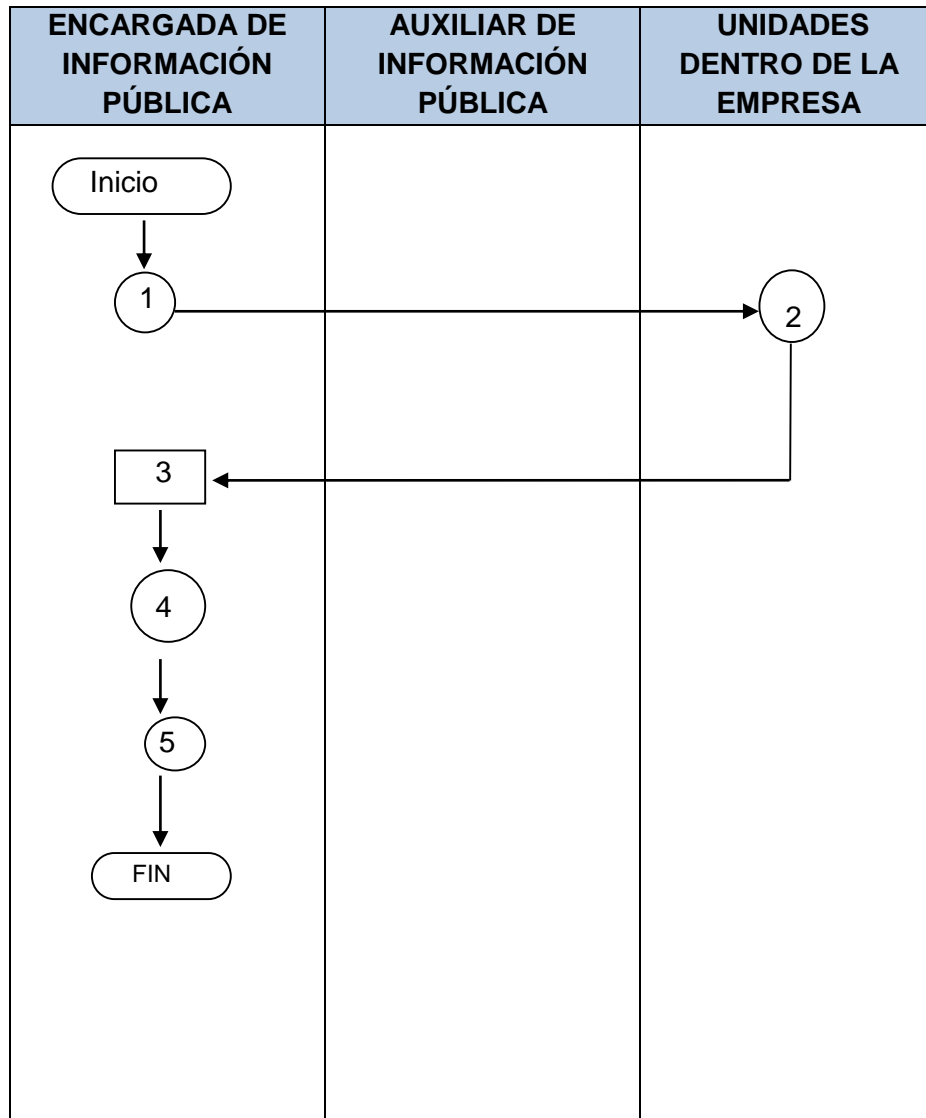 ENCARGADA DE
INFORMACIÓN
PÚBLICA
AUXILIAR DE
INFORMACIÓN
PÚBLICA
UNIDADES
DENTRO DE LA
EMPRESA
Inicio
1
2
3
4
5
FIN